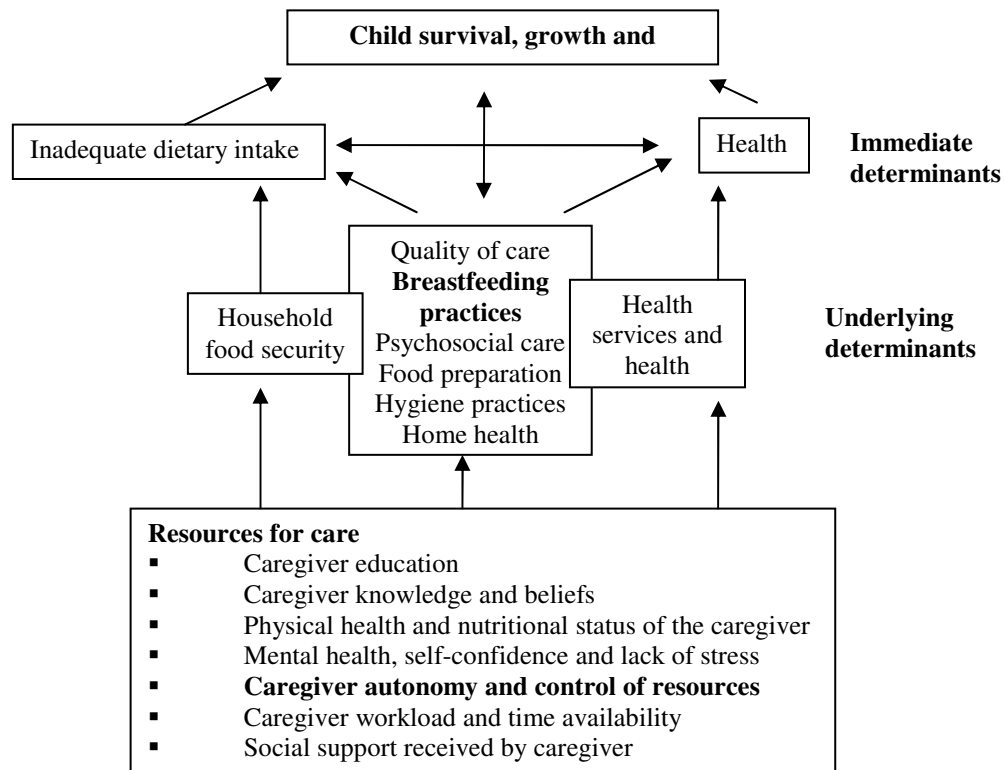 Child survival, growth and
Inadequate dietary intake
Health
Immediate
determinants
Quality of care
Breastfeeding
practices
Psychosocial care
Food preparation
Hygiene practices
Home health
Household
food security
Health
services and
health
Underlying
determinants
Resources for care
▪ Caregiver education
▪ Caregiver knowledge and beliefs
▪ Physical health and nutritional status of the caregiver
▪ Mental health, self-confidence and lack of stress
▪ Caregiver autonomy and control of resources
▪ Caregiver workload and time availability
▪ Social support received by caregiver